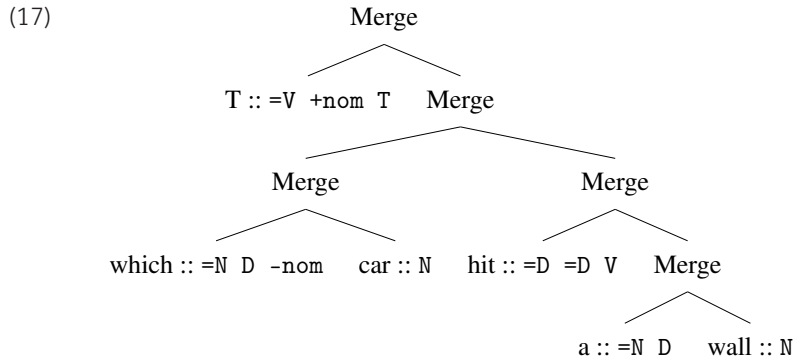 (17) Merge
T :: =V +nom T Merge
Merge Merge
which :: =N D -nom car :: N hit :: =D =D V Merge
a :: =N D wall :: N